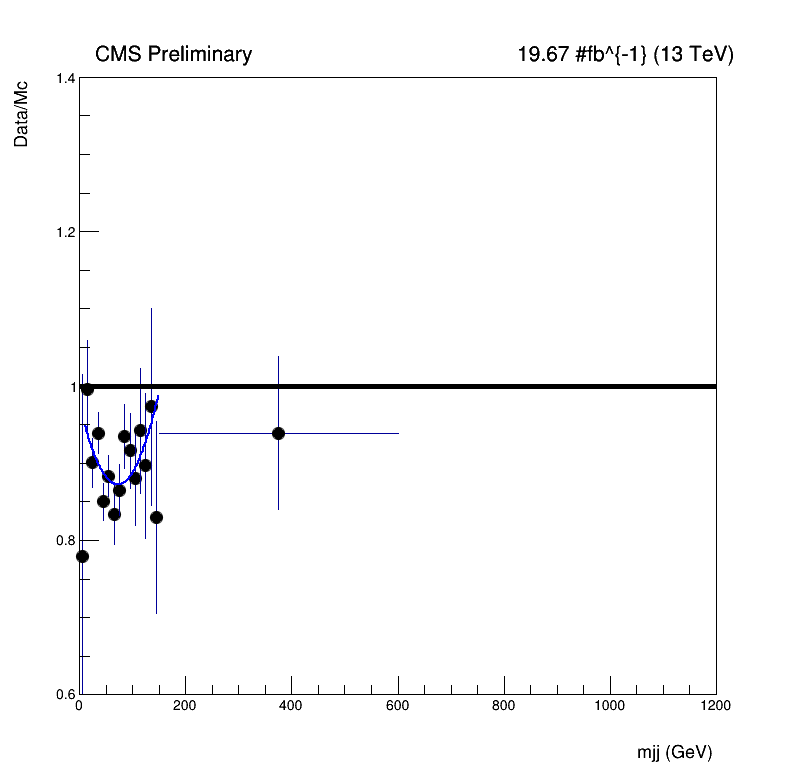 CMS Preliminary
19.67 #fb^{-1} (13 TeV)
Data/Mc
1.4
1.2
1
0.8
0.6
0 200 400 600 800 1000 1200
mjj (GeV)